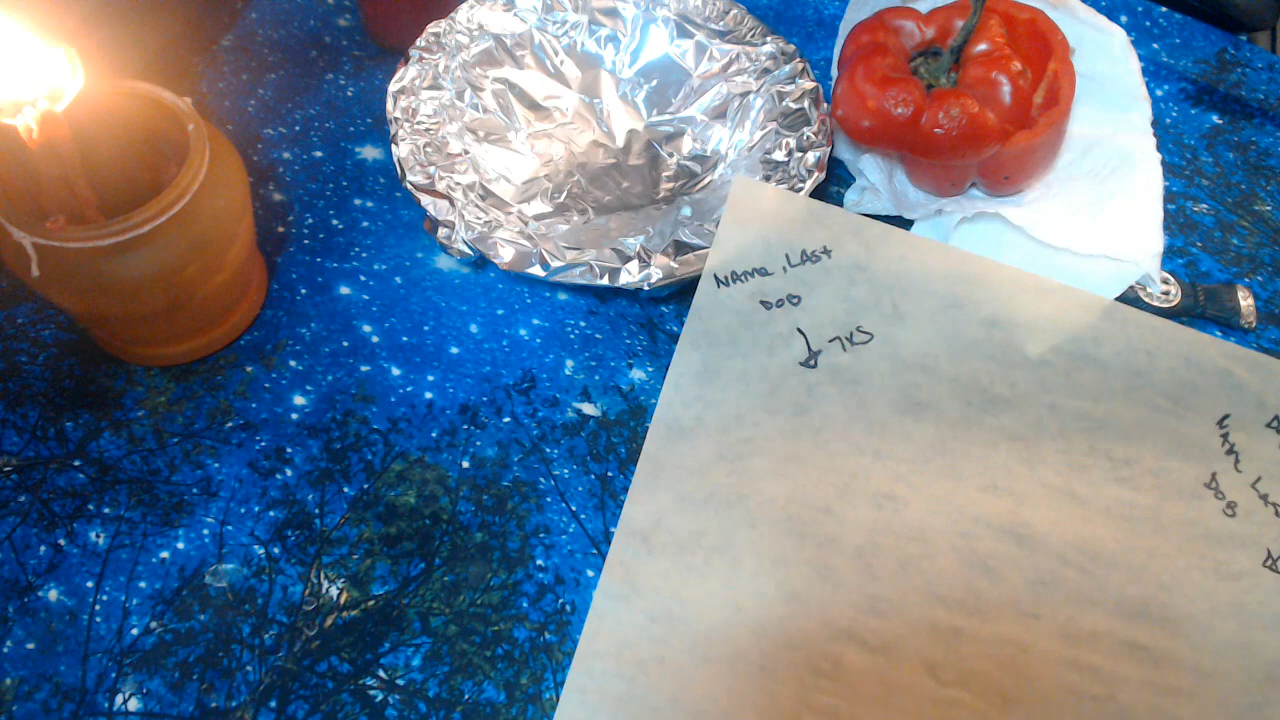 NAME, LAST
DOB
↓ 7XS
NAME LAS
DOB